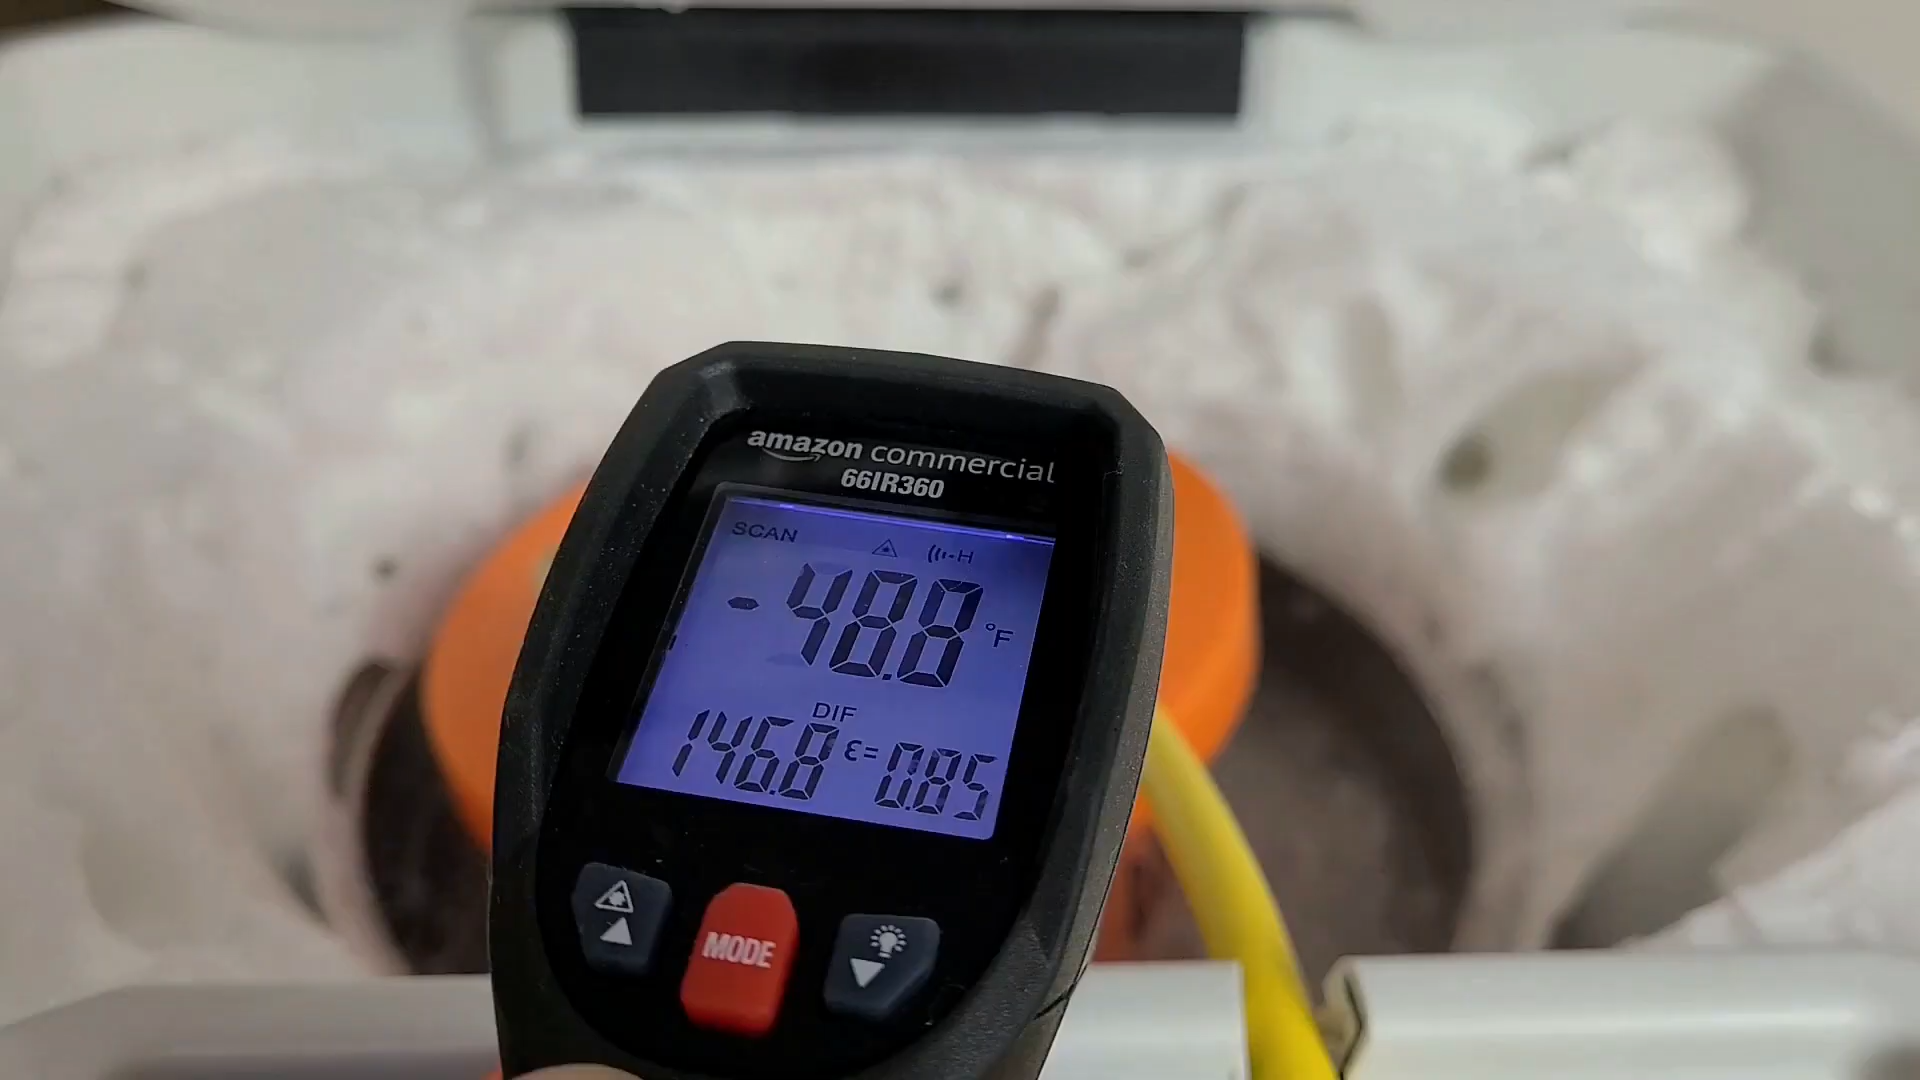 amazon commercial
66IR360
SCAN
H
-48.8 °F
DIF
146.8 ε= 0.85
MODE